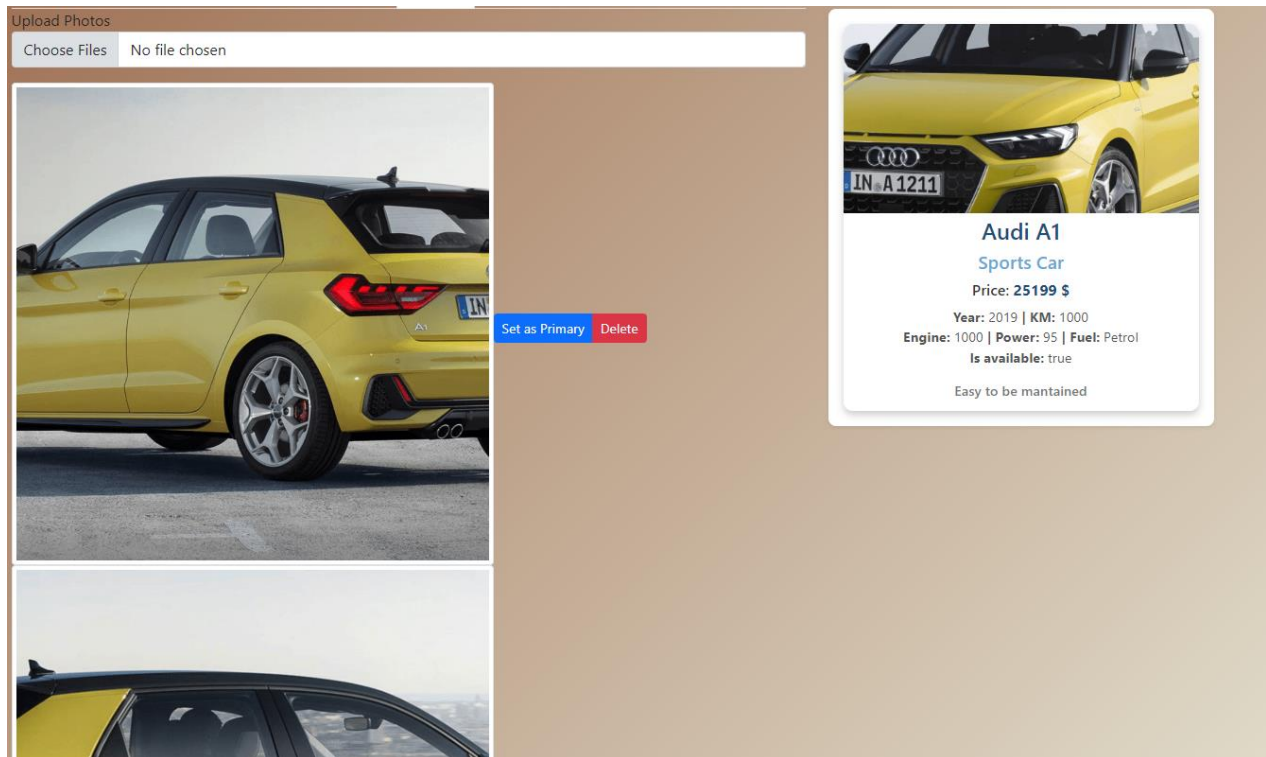 Upload Photos
Choose Files No file chosen
IN
A1
Set as Primary Delete
IN A 1211
Audi A1
Sports Car
Price: 25199 $
Year: 2019 | KM: 1000
Engine: 1000 | Power: 95 | Fuel: Petrol
Is available: true
Easy to be mantained